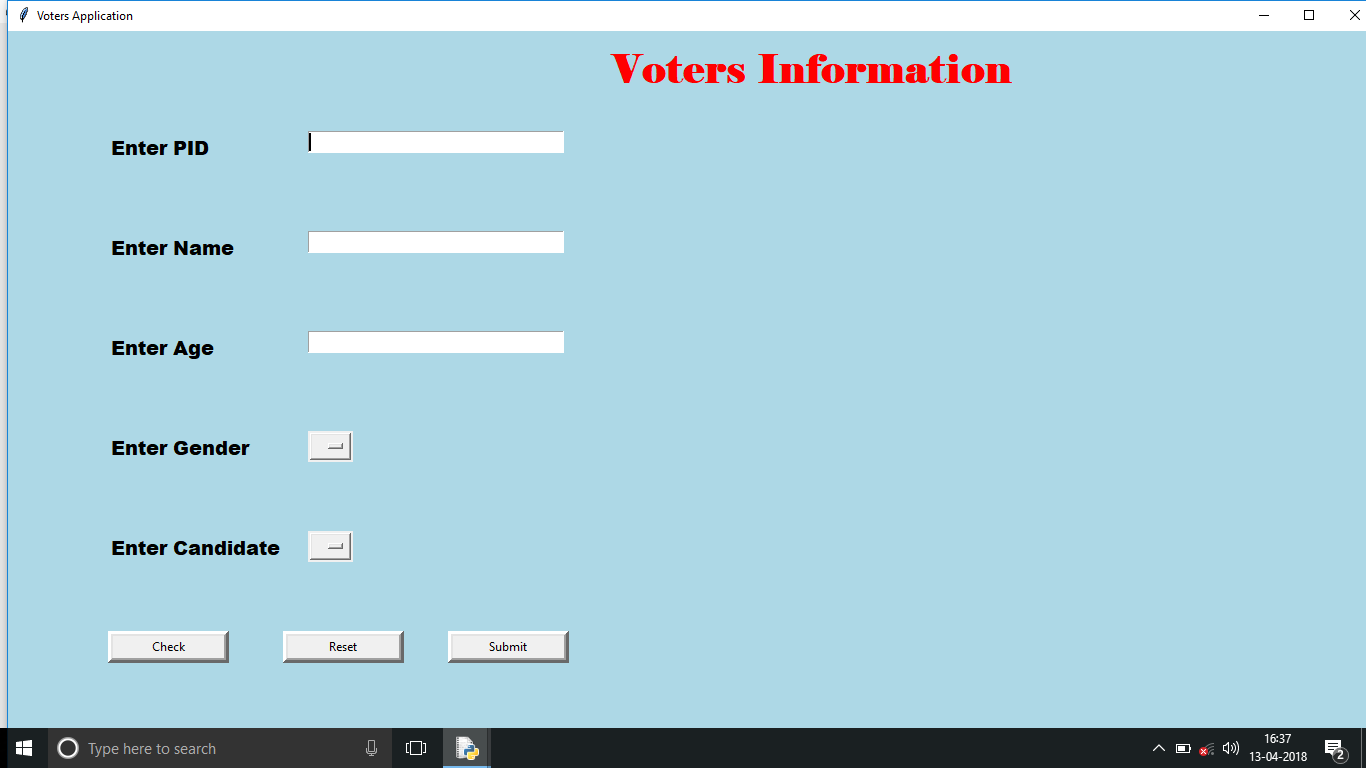 Voters Application
Voters Information
Enter PID
Enter Name
Enter Age
Enter Gender
Enter Candidate
Check Reset Submit
Type here to search
16:37
13-04-2018
2